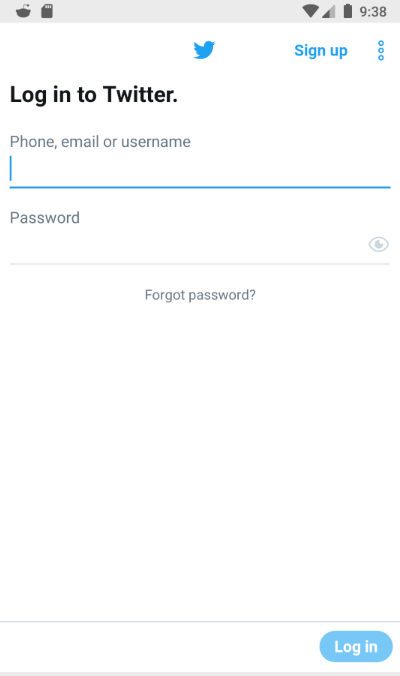 9:38
Sign up
Log in to Twitter.
Phone, email or username
Password
Forgot password?
Log in